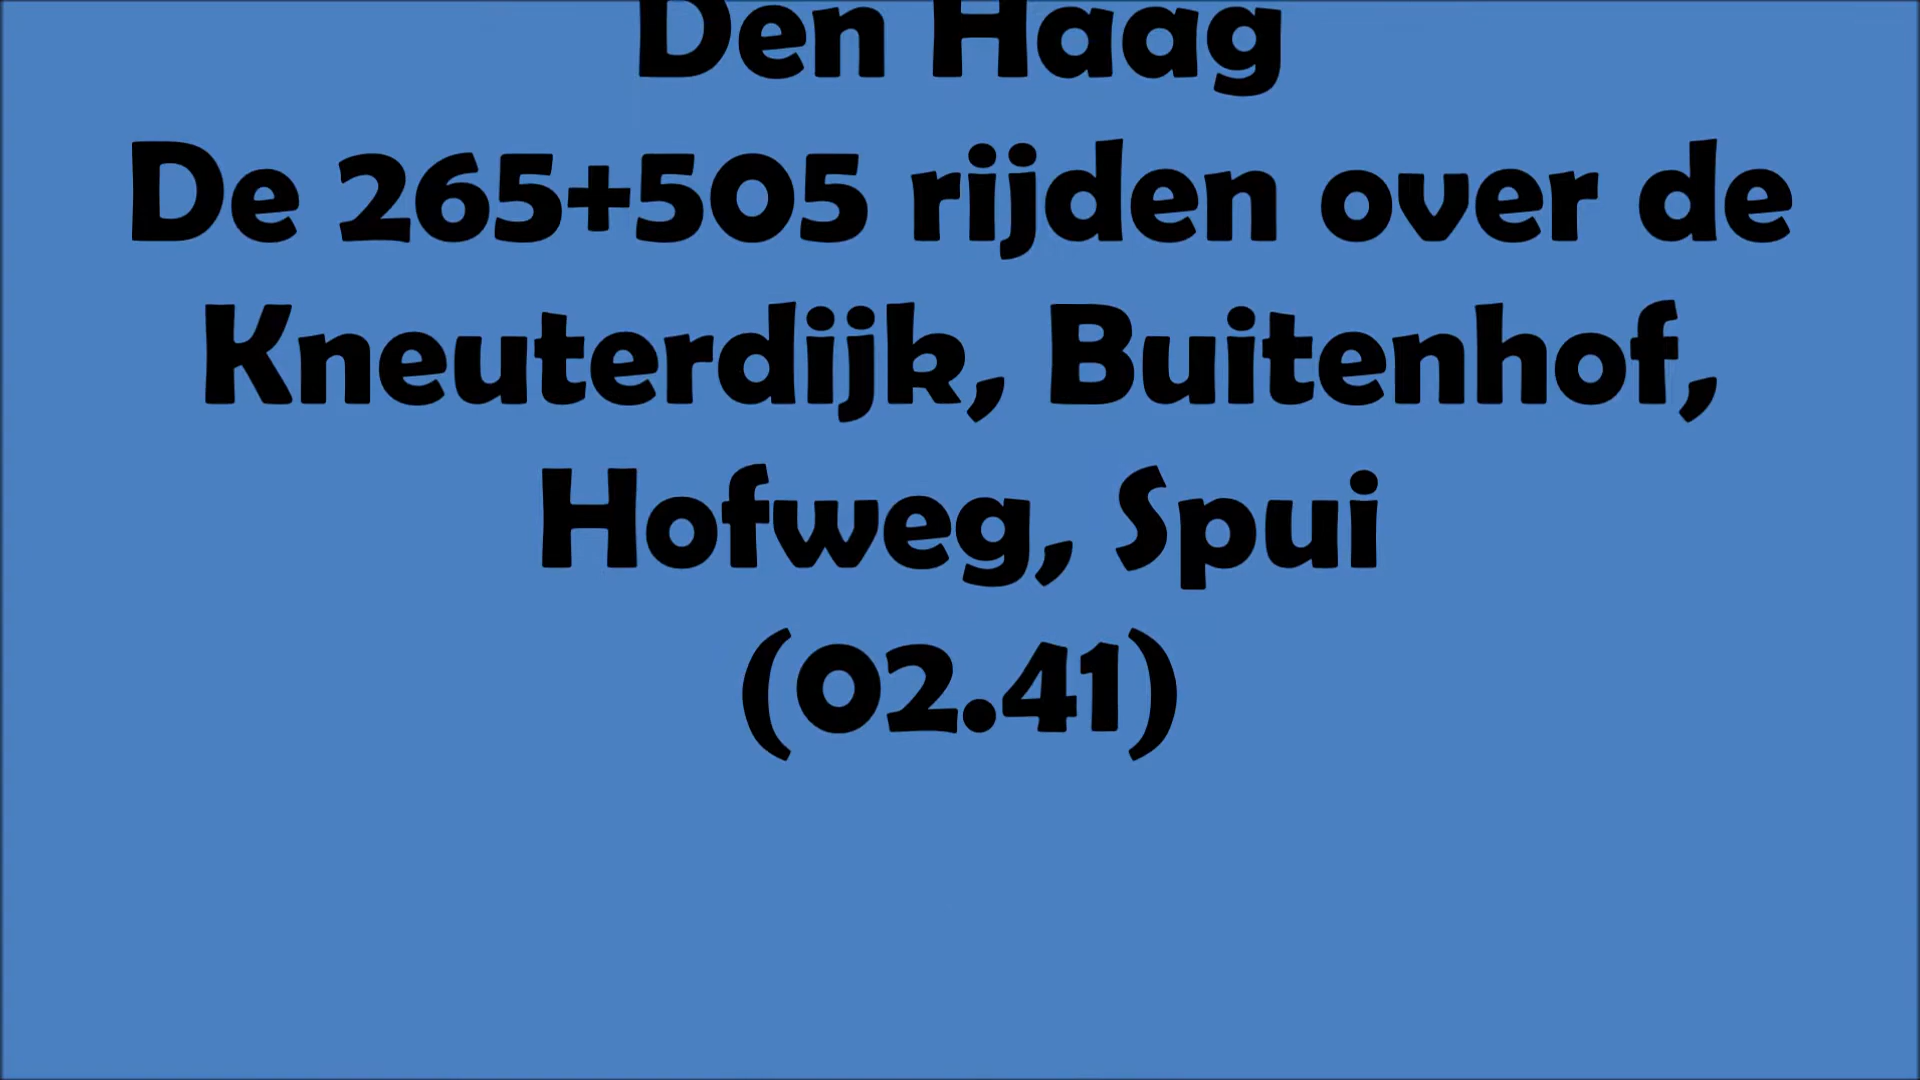 Den Haag
De 265+505 rijden over de
Kneuterdijk, Buitenhof,
Hofweg, Spui
(02.41)